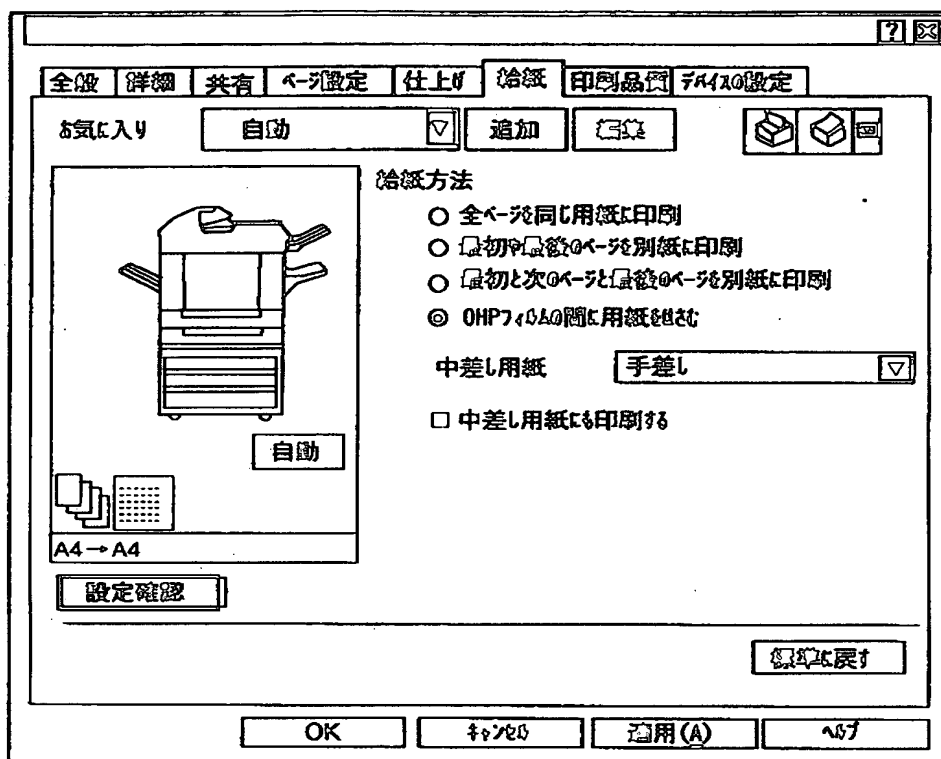 全般 詳細 共有 ページ設定 仕上げ 給紙 印刷品質 デバイスの設定
お気に入り 自動 追加 編集
給紙方法
全ページを同じ用紙に印刷
最初や最後のページを別紙に印刷
最初と次のページと最後のページを別紙に印刷
OHPフィルムの間に用紙をはさむ
中差し用紙 手差し
中差し用紙にも印刷する
自動
A4→A4
設定確認
標準に戻す
OK キャンセル 適用(A) ヘルプ